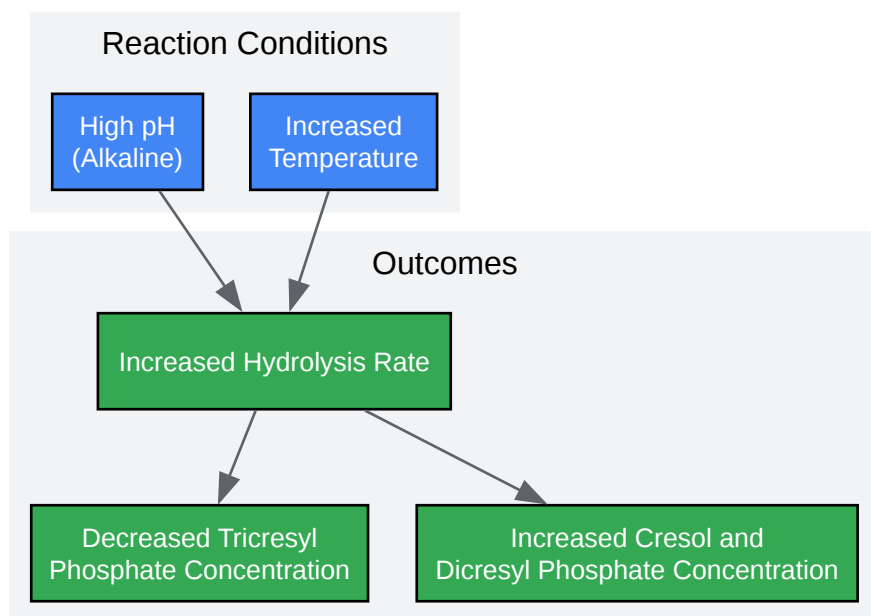 Reaction Conditions
High pH
(Alkaline)
Increased
Temperature
Outcomes
Increased Hydrolysis Rate
Decreased Tricresyl
Phosphate Concentration
Increased Cresol and
Dicresyl Phosphate Concentration